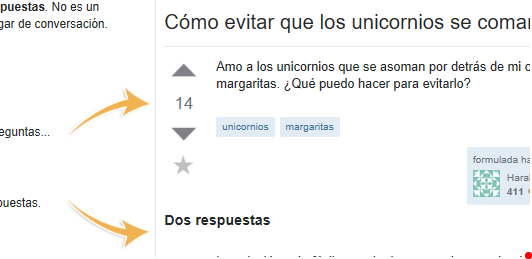 puestas. No es un
gar de conversación.
eguntas...
puestas.
Cómo evitar que los unicornios se coma
Amo a los unicornios que se asoman por detrás de mi c
margaritas. ¿Qué puedo hacer para evitarlo?
14
unicornios margaritas
formulada ha
Haral
411
Dos respuestas